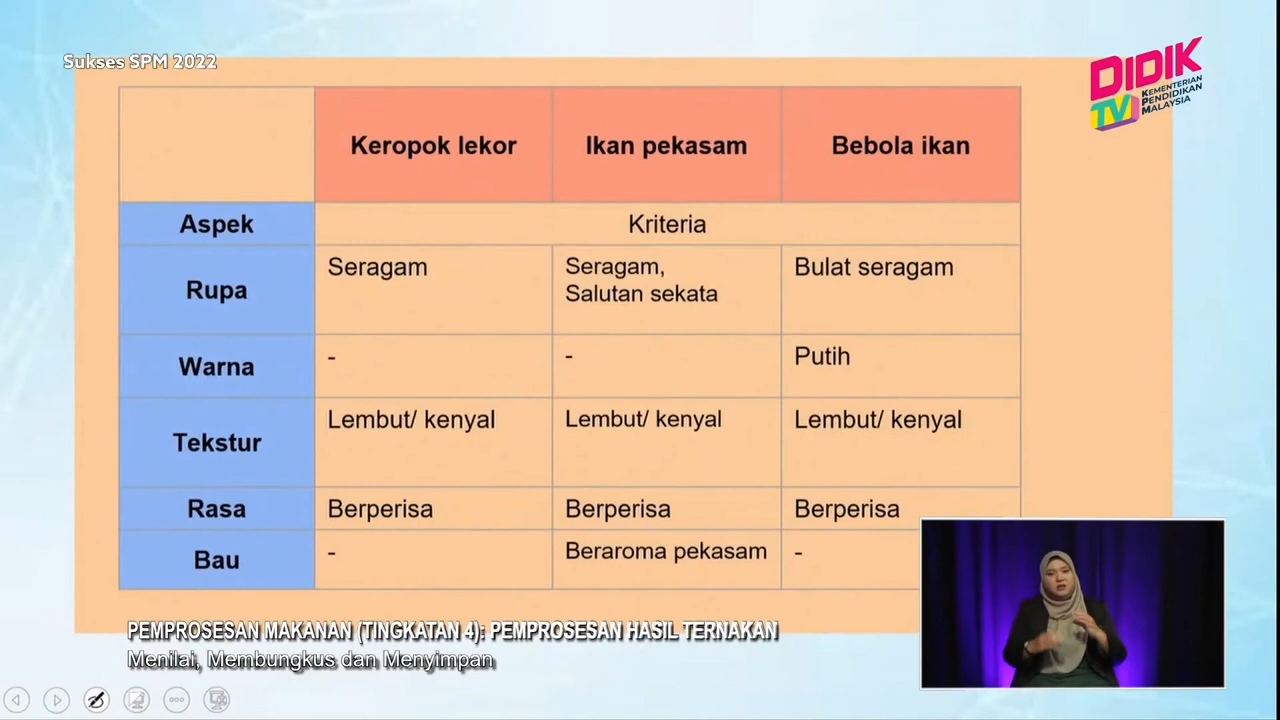 Sukses SPM 2022
DIDIK
TV
KEMENTERIAN
PENDIDIKAN
MALAYSIA
Keropok lekor Ikan pekasam Bebola ikan
Aspek Kriteria
Rupa Seragam Seragam, Bulat seragam
Salutan sekata
Warna - - Putih
Tekstur Lembut/ kenyal Lembut/ kenyal Lembut/ kenyal
Rasa Berperisa Berperisa Berperisa
Bau - Beraroma pekasam -
PEMPROSESAN MAKANAN (TINGKATAN 4): PEMPROSESAN HASIL TERNAKAN
Menilai, Membungkus dan Menyimpan